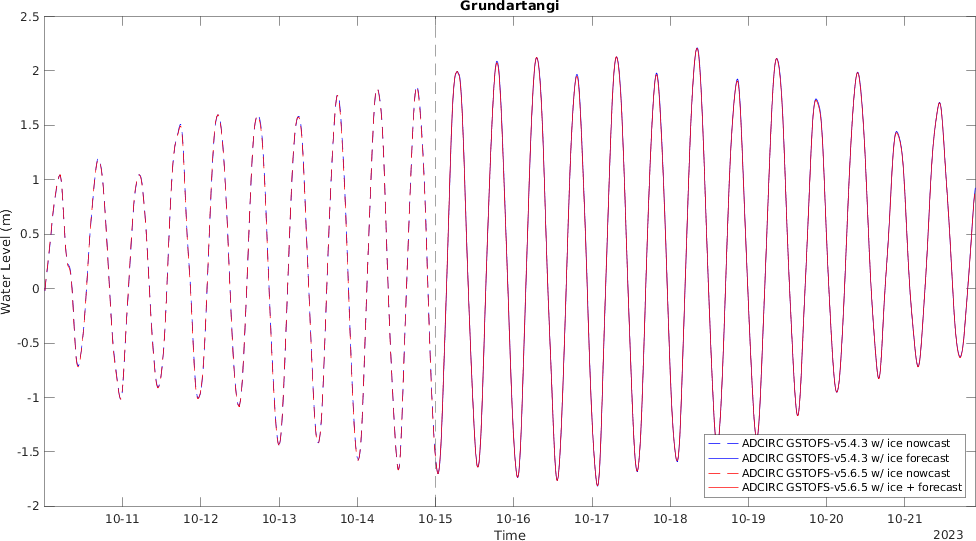 Grundartangi
2.5
2
1.5
1
0.5
0
-0.5
-1
-1.5
-2
Water Level (m)
ADCIRC GSTOFS-v5.4.3 w/ ice nowcast
ADCIRC GSTOFS-v5.4.3 w/ ice forecast
ADCIRC GSTOFS-v5.6.5 w/ ice nowcast
ADCIRC GSTOFS-v5.6.5 w/ ice + forecast
10-11 10-12 10-13 10-14 10-15 10-16 10-17 10-18 10-19 10-20 10-21
Time
2023